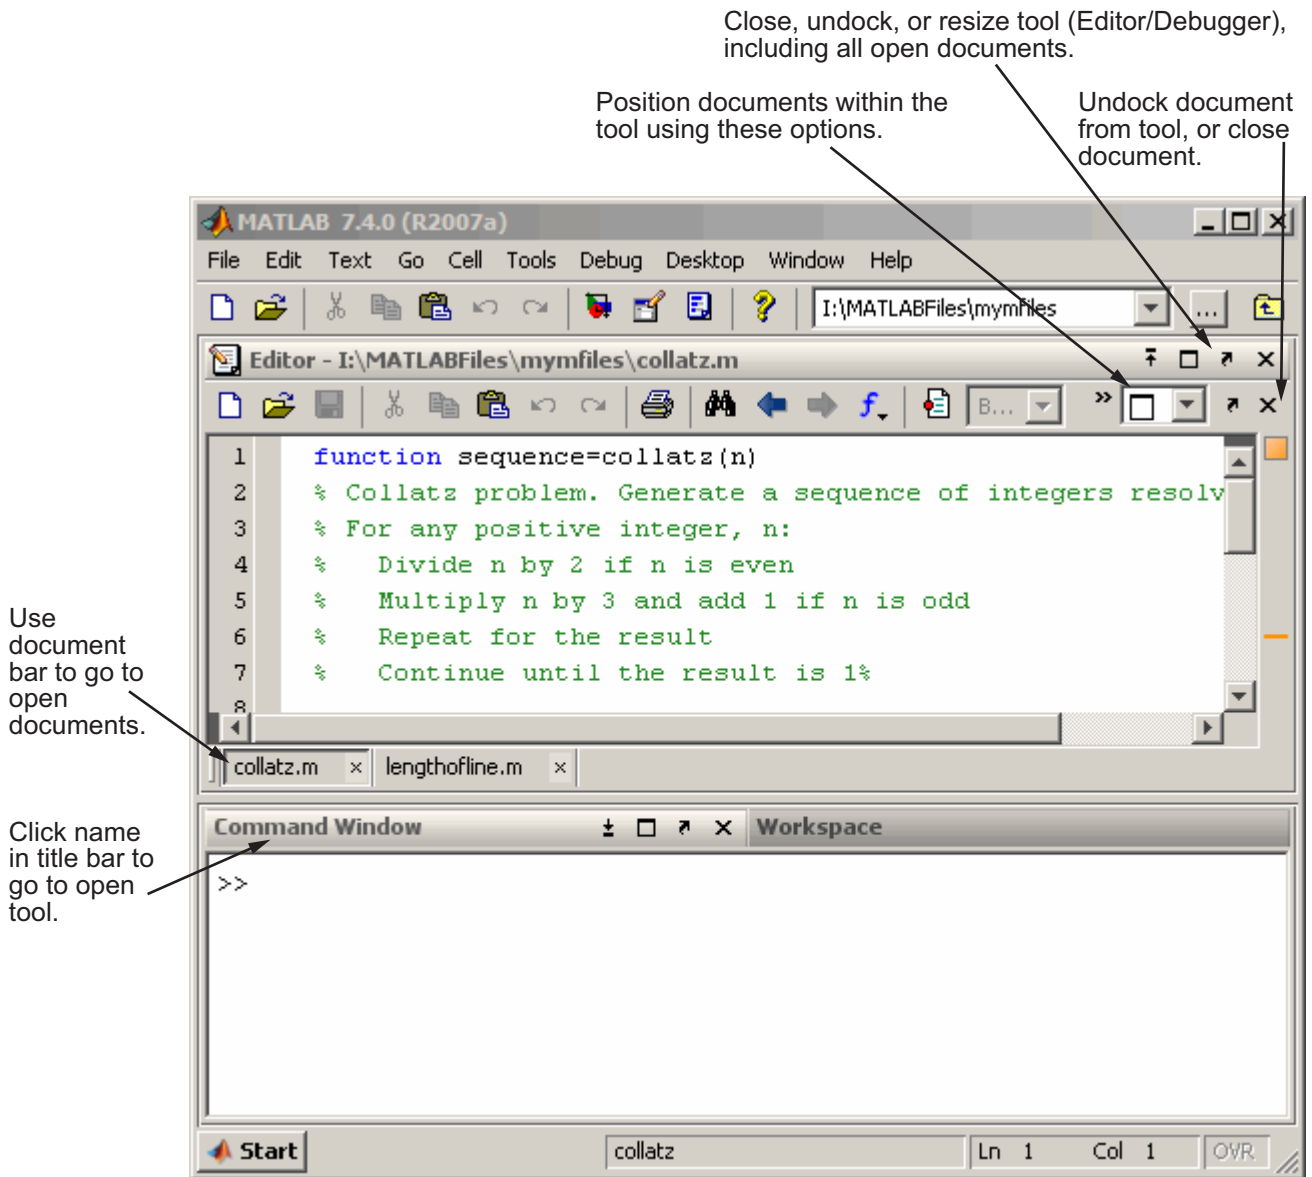 Close, undock, or resize tool (Editor/Debugger),
including all open documents.
Position documents within the
tool using these options.
Undock document
from tool, or close
document.
MATLAB 7.4.0 (R2007a)
File Edit Text Go Cell Tools Debug Desktop Window Help
I:\MATLABFiles\mymfiles ...
Editor - I:\MATLABFiles\mymfiles\collatz.m
B... »
1 function sequence=collatz(n)
2 % Collatz problem. Generate a sequence of integers resolv
3 % For any positive integer, n:
4 % Divide n by 2 if n is even
5 % Multiply n by 3 and add 1 if n is odd
6 % Repeat for the result
7 % Continue until the result is 1%
8
Use
document
bar to go to
open
documents.
collatz.m × lengthofline.m ×
Click name
in title bar to
go to open
tool.
Command Window Workspace
>>
Start collatz Ln 1 Col 1 OVR